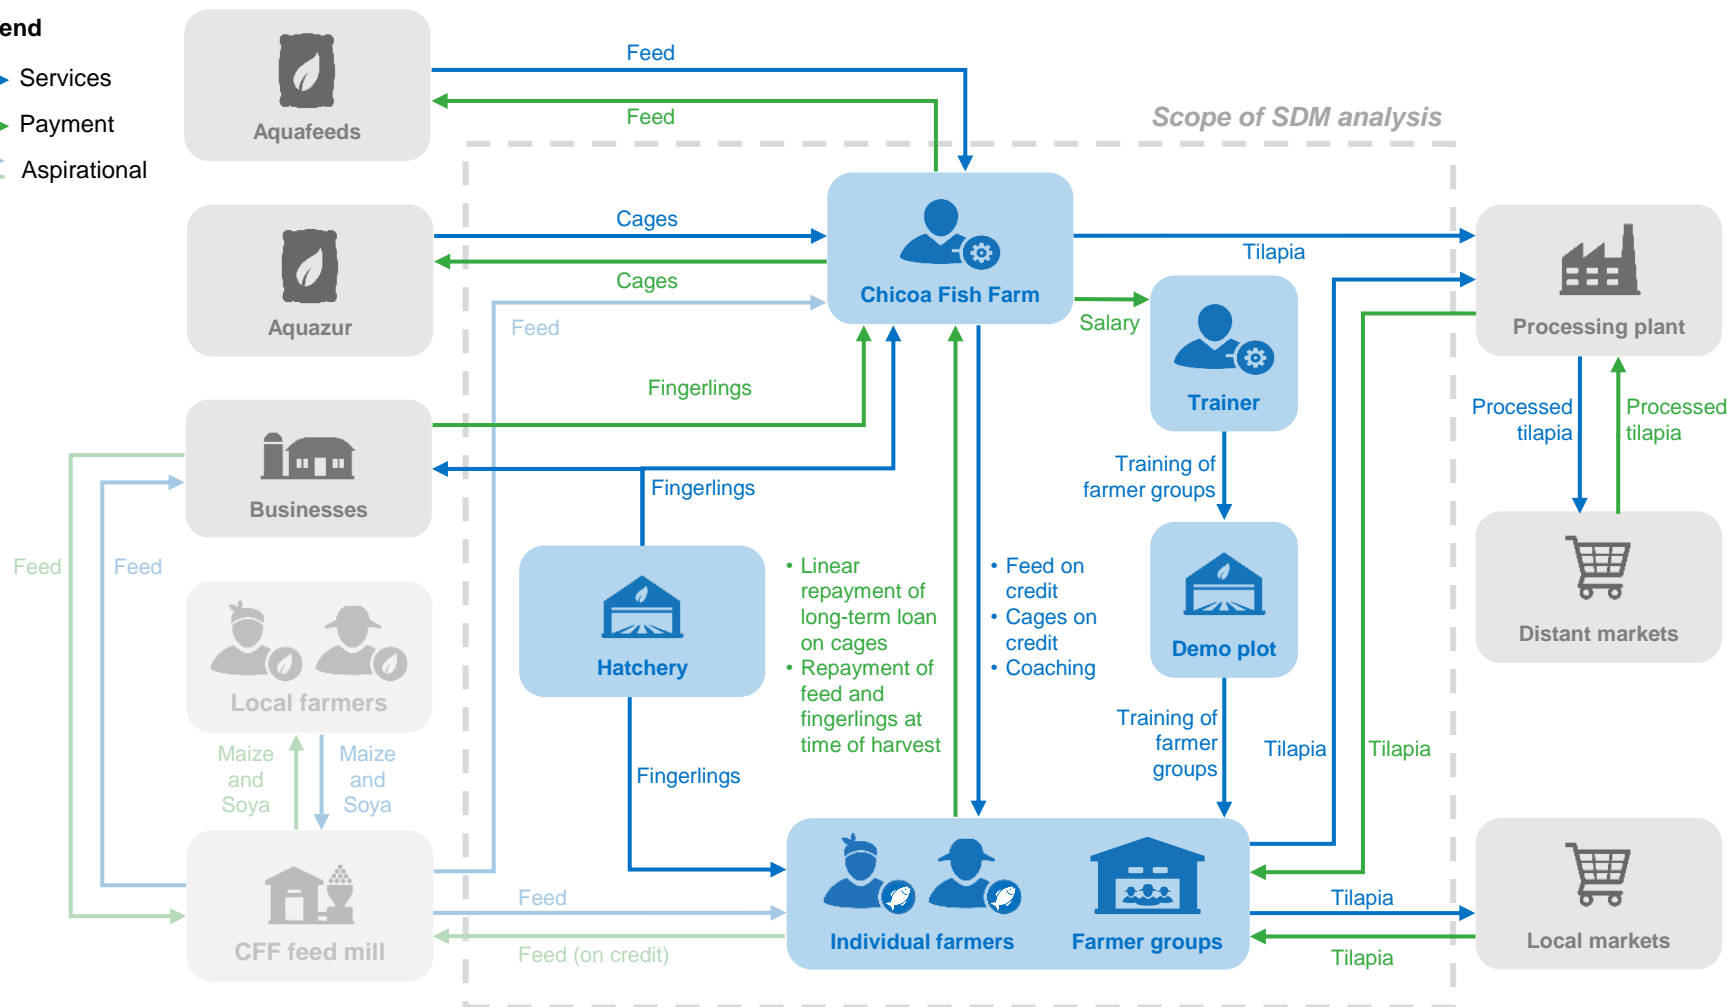 end
Services
Payment
Aspirational
Aquafeeds
Feed
Feed
Scope of SDM analysis
Aquazur
Cages
Cages
Feed
Chicoa Fish Farm
Tilapia
Salary
Trainer
Processing plant
Fingerlings
Businesses
Fingerlings
Training of
farmer groups
Processed
tilapia
Processed
tilapia
Feed
Feed
Local farmers
Hatchery
• Linear
repayment of
long-term loan
on cages
• Repayment of
feed and
fingerlings at
time of harvest
• Feed on
credit
• Cages on
credit
• Coaching
Demo plot
Distant markets
Maize
and
Soya
Maize
and
Soya
Fingerlings
Training of
farmer
groups
Tilapia
Tilapia
CFF feed mill
Feed
Feed (on credit)
Individual farmers
Farmer groups
Tilapia
Tilapia
Local markets